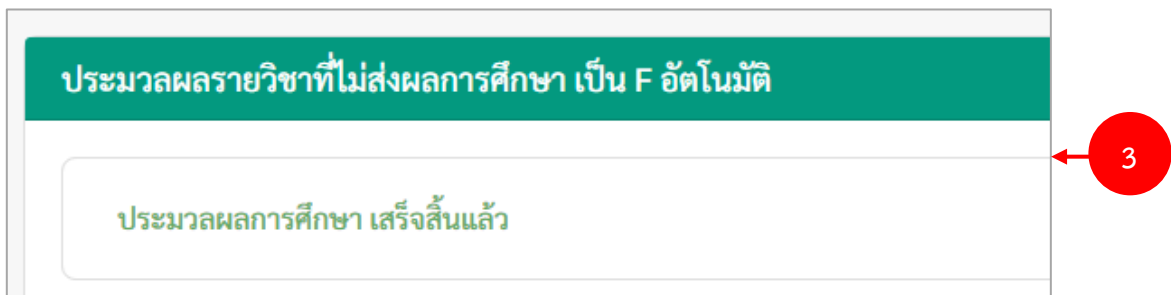 ประมวลผลรายวิชาที่ไม่ส่งผลการศึกษา เป็น F อัตโนมัติ
3
ประมวลผลการศึกษา เสร็จสิ้นแล้ว